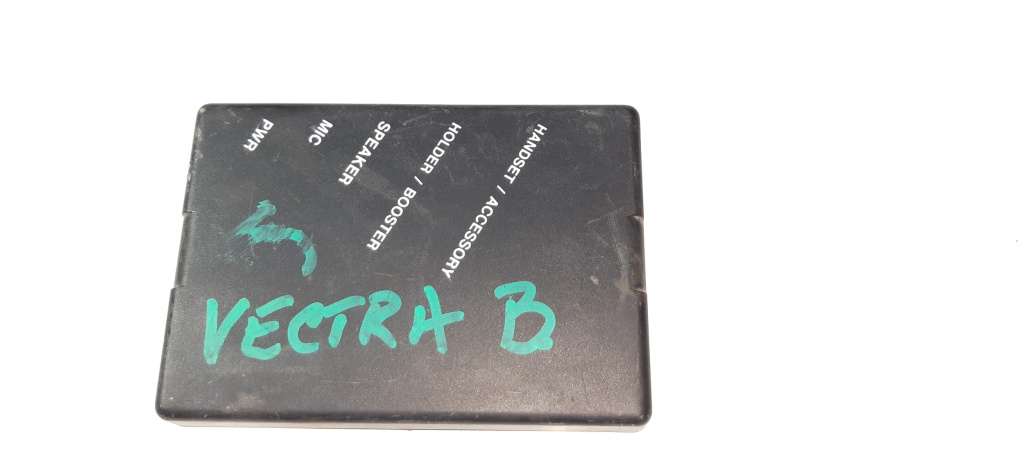 PWR
MIC
SPEAKER
HOLDER / BOOSTER
HANDSET / ACCESSORY
VECTRA B